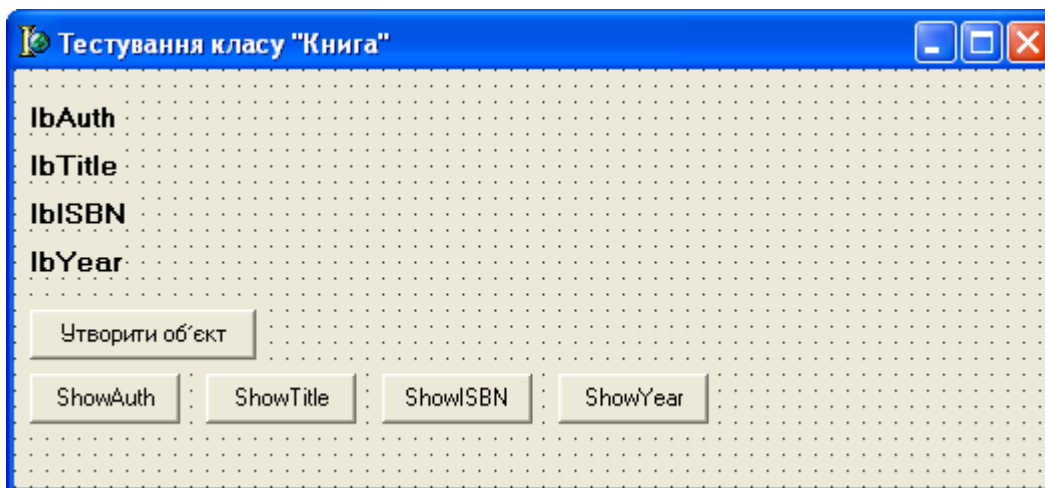 Тестування класу "Книга"
lbAuth
lbTitle
lbISBN
lbYear
Утворити об'єкт
ShowAuth ShowTitle ShowISBN ShowYear